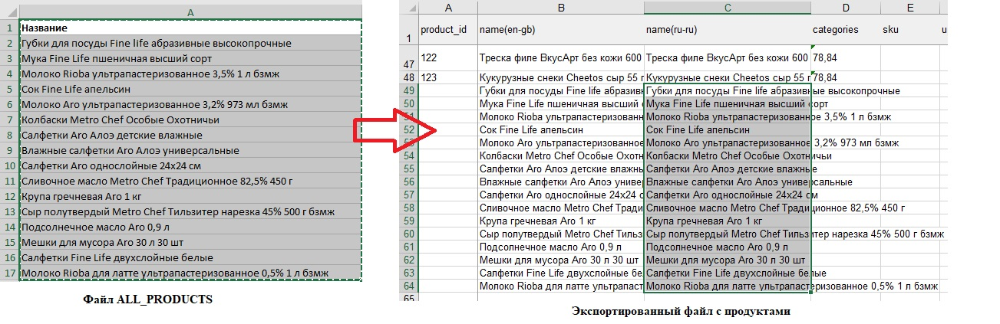 A
1 Название
2 Губки для посуды Fine life абразивные высокопрочные
3 Мука Fine Life пшеничная высший сорт
4 Молоко Rioba ультрапастеризованное 3,5% 1 л бзмж
5 Сок Fine Life апельсин
6 Молоко Aro ультрапастеризованное 3,2% 973 мл бзмж
7 Колбаски Metro Chef Особые Охотничьи
8 Салфетки Aro Алоэ детские влажные
9 Влажные салфетки Aro Алоэ универсальные
10 Салфетки Aro однослойные 24x24 см
11 Сливочное масло Metro Chef Традиционное 82,5% 450 г
12 Крупа гречневая Aro 1 кг
13 Сыр полутвердый Metro Chef Тильзитер нарезка 45% 500 г бзмж
14 Подсолнечное масло Aro 0,9 л
15 Мешки для мусора Aro 30 л 30 шт
16 Салфетки Fine Life двухслойные белые
17 Молоко Rioba для латте ультрапастеризованное 0,5% 1 л бзмж
Файл ALL_PRODUCTS
A B C D E
1 product_id name(en-gb) name(ru-ru) categories sku u
47 122 Треска филе ВкусАрт без кожи 600 Треска филе ВкусАрт без кожи 600 78,84
48 123 Кукурузные снеки Cheetos сыр 55 г Кукурузные снеки Cheetos сыр 55 г 78,84
49 Губки для посуды Fine life абразивн Губки для посуды Fine life абразивные высокопрочные
50 Мука Fine Life пшеничная высший Мука Fine Life пшеничная высший сорт
51 Молоко Rioba ультрапастеризованн Молоко Rioba ультрапастеризованное 3,5% 1 л бзмж
52 Сок Fine Life апельсин Сок Fine Life апельсин
53 Молоко Aro ультрапастеризованное Молоко Aro ультрапастеризованное 3,2% 973 мл бзмж
54 Колбаски Metro Chef Особые Охотн Колбаски Metro Chef Особые Охотничьи
55 Салфетки Aro Алоэ детские влажны Салфетки Aro Алоэ детские влажные
56 Влажные салфетки Aro Алоэ универ Влажные салфетки Aro Алоэ универсальные
57 Салфетки Aro однослойные 24x24 с Салфетки Aro однослойные 24x24 см
58 Сливочное масло Metro Chef Тради Сливочное масло Metro Chef Традиционное 82,5% 450 г
59 Крупа гречневая Aro 1 кг Крупа гречневая Aro 1 кг
60 Сыр полутвердый Metro Chef Тильз Сыр полутвердый Metro Chef Тильзитер нарезка 45% 500 г бзмж
61 Подсолнечное масло Aro 0,9 л Подсолнечное масло Aro 0,9 л
62 Мешки для мусора Aro 30 л 30 шт Мешки для мусора Aro 30 л 30 шт
63 Салфетки Fine Life двухслойные бе Салфетки Fine Life двухслойные белые
64 Молоко Rioba для латте ультрапаст Молоко Rioba для латте ультрапастеризованное 0,5% 1 л бзмж
65
Экспортированный файл с продуктами